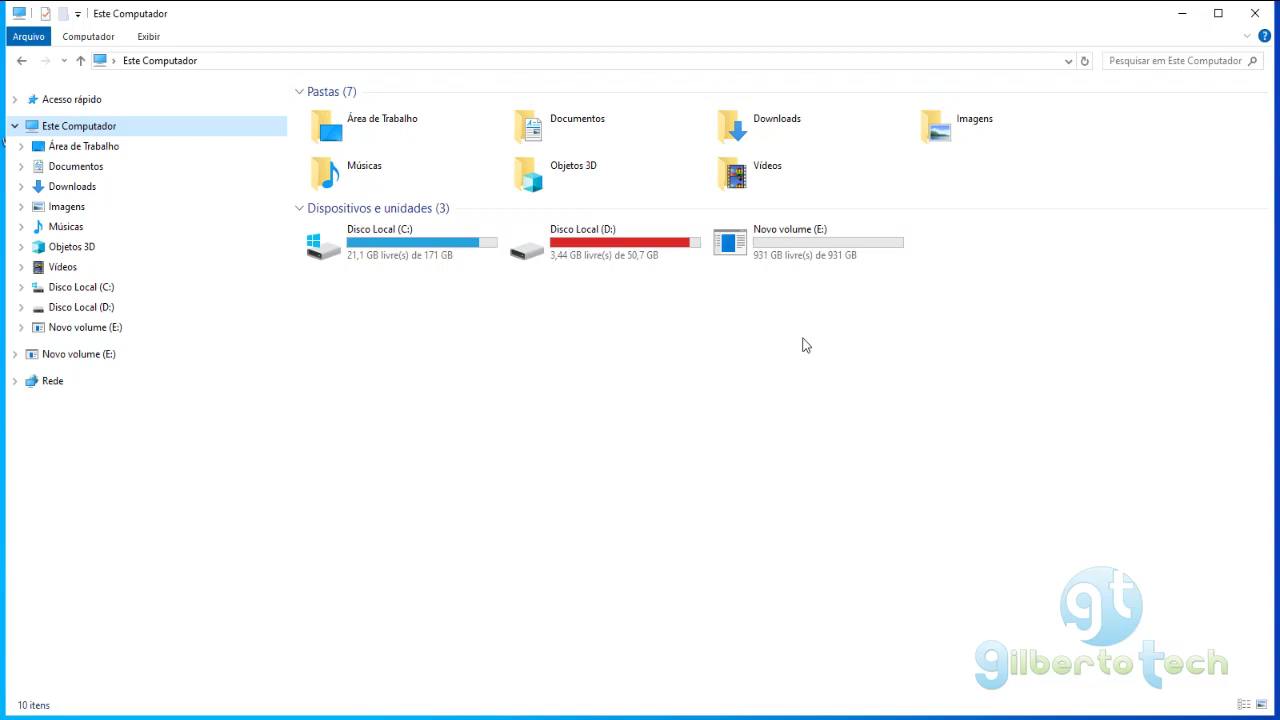 Este Computador
Arquivo
Computador
Exibir
Este Computador
Pesquisar em Este Computador
Acesso rápido
Este Computador
Área de Trabalho
Documentos
Downloads
Imagens
Músicas
Objetos 3D
Vídeos
Disco Local (C:)
Disco Local (D:)
Novo volume (E:)
Novo volume (E:)
Rede
Pastas (7)
Área de Trabalho
Documentos
Downloads
Imagens
Músicas
Objetos 3D
Vídeos
Dispositivos e unidades (3)
Disco Local (C:)
21,1 GB livre(s) de 171 GB
Disco Local (D:)
3,44 GB livre(s) de 50,7 GB
Novo volume (E:)
931 GB livre(s) de 931 GB
gt
gilberto tech
10 itens